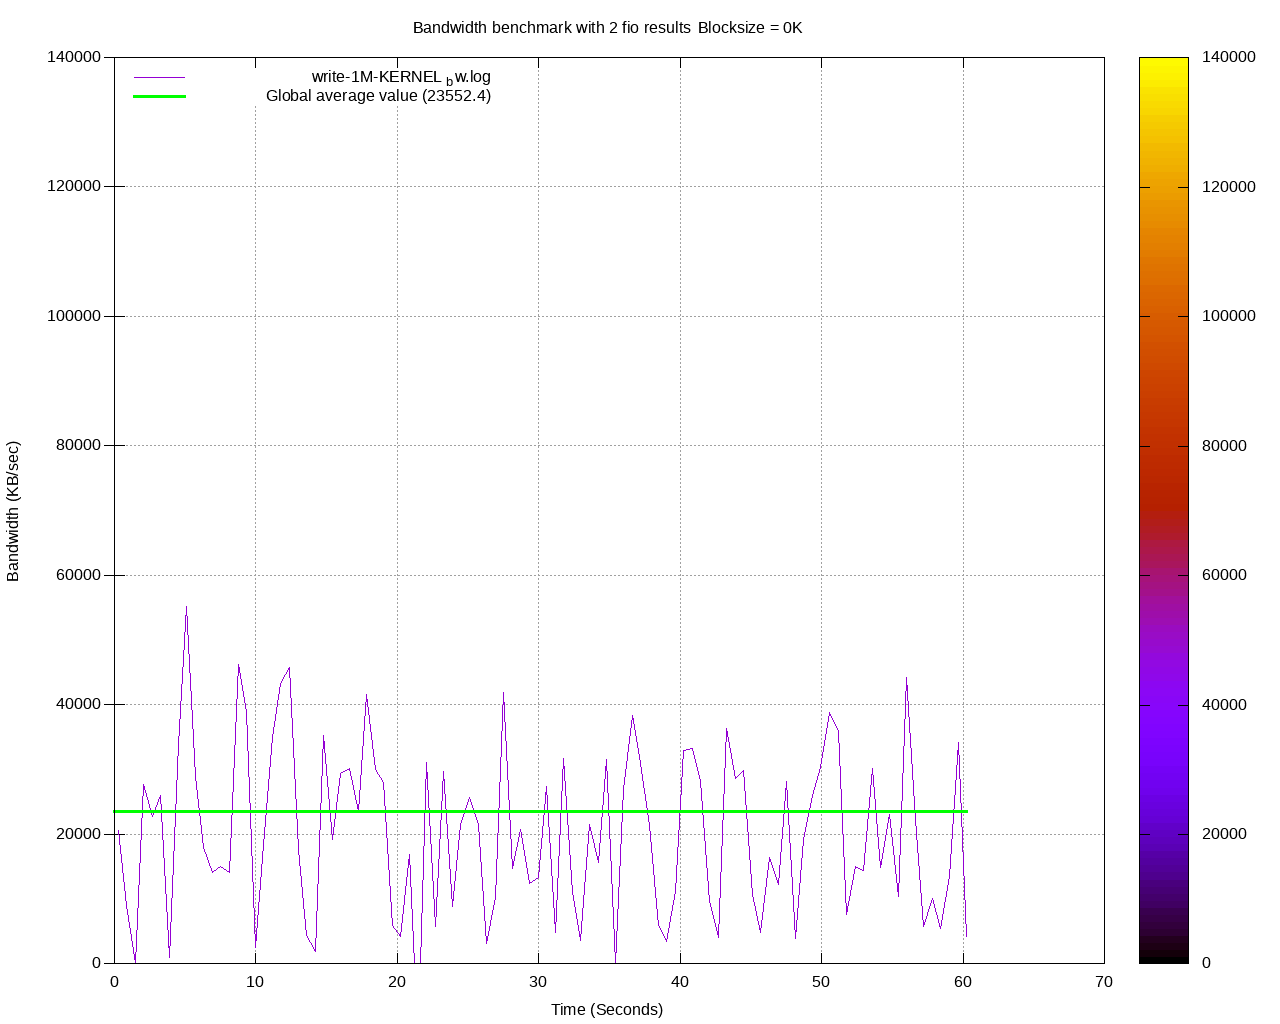 Bandwidth benchmark with 2 fio results Blocksize = 0K
write-1M-KERNEL bw.log
Global average value (23552.4)
140000
120000
100000
80000
60000
40000
20000
0
Bandwidth (KB/sec)
0 10 20 30 40 50 60 70
Time (Seconds)
140000
120000
100000
80000
60000
40000
20000
0